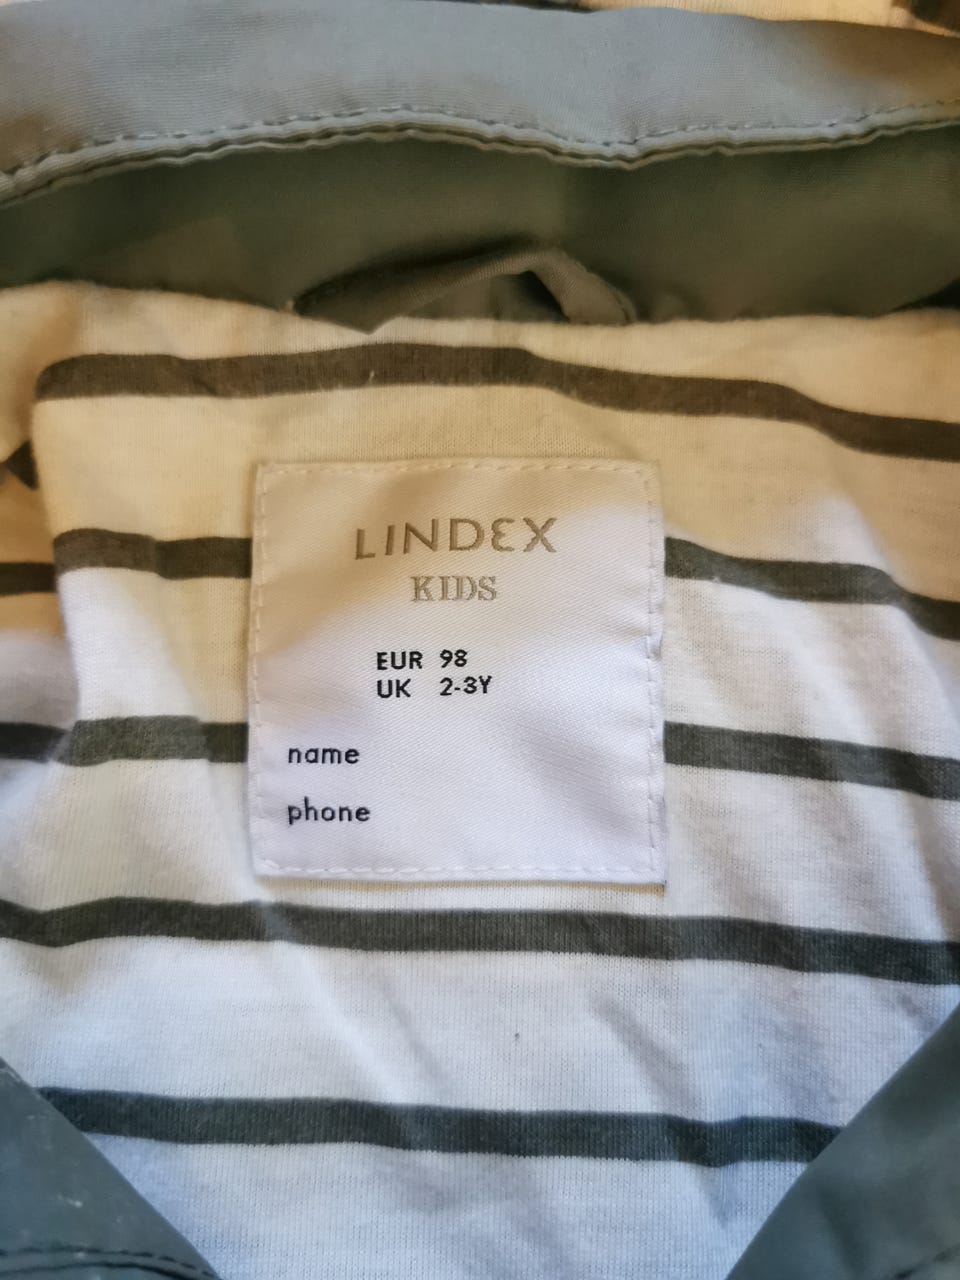 LINDEX
KIDS
EUR 98
UK 2-3Y
name
phone